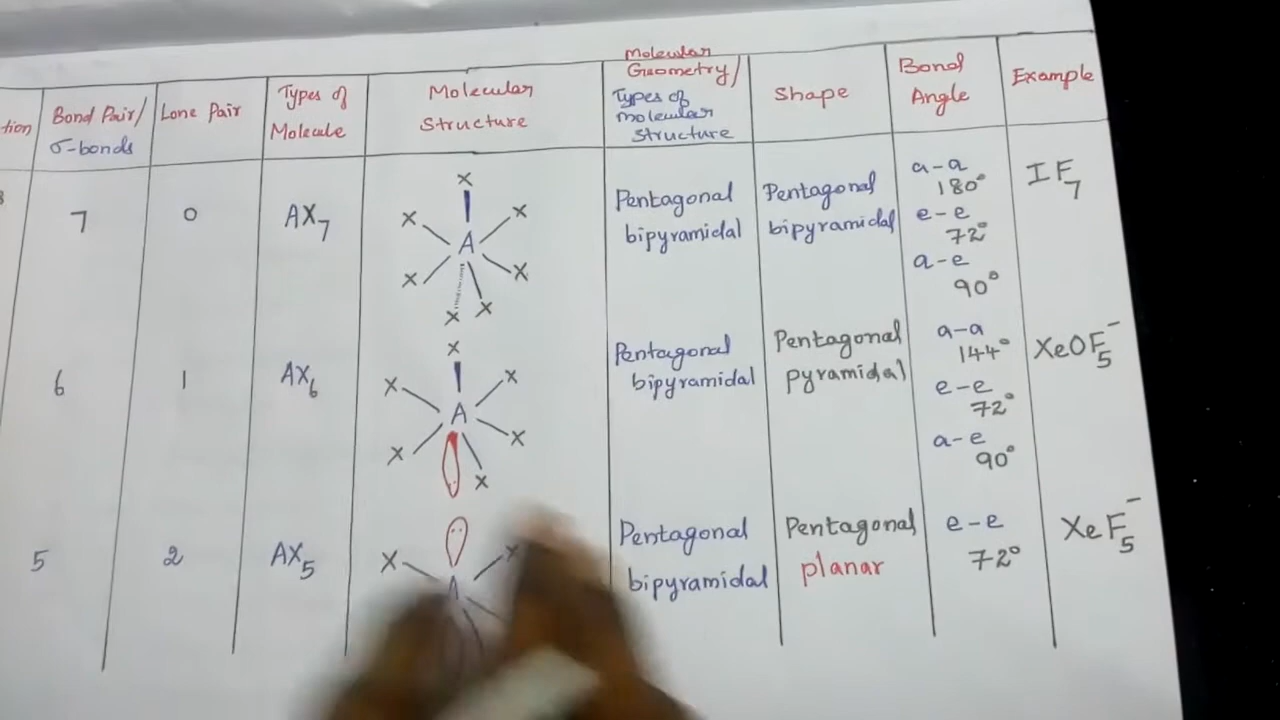 tion
Bond Pair/
σ-bonds
Lone Pair
Types of
Molecule
Molecular
Structure
Molecular
Geometry/
Types of
molecular
structure
Shape
Bond
Angle
Example
7
0
AX₇
X
X X
A
X X
X X
Pentagonal
bipyramidal
Pentagonal
bipyramidal
a-a
180°
e-e
72°
a-e
90°
IF₇
6
1
AX₆
X
X X
A
X X
X
Pentagonal
bipyramidal
Pentagonal
pyramidal
a-a
144°
e-e
72°
a-e
90°
XeOF₅⁻
5
2
AX₅
X X
A
Pentagonal
bipyramidal
Pentagonal
planar
e-e
72°
XeF₅⁻